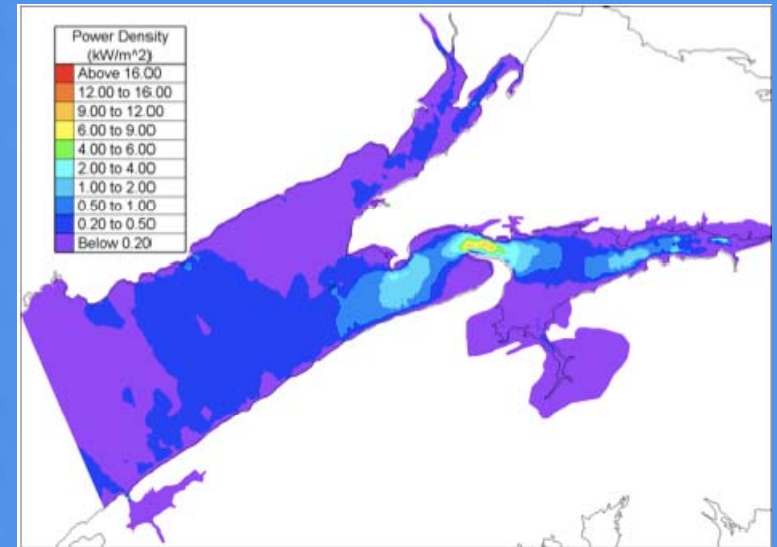 Power Density
(kW/m^2)
Above 16.00
12.00 to 16.00
9.00 to 12.00
6.00 to 9.00
4.00 to 6.00
2.00 to 4.00
1.00 to 2.00
0.50 to 1.00
0.20 to 0.50
Below 0.20